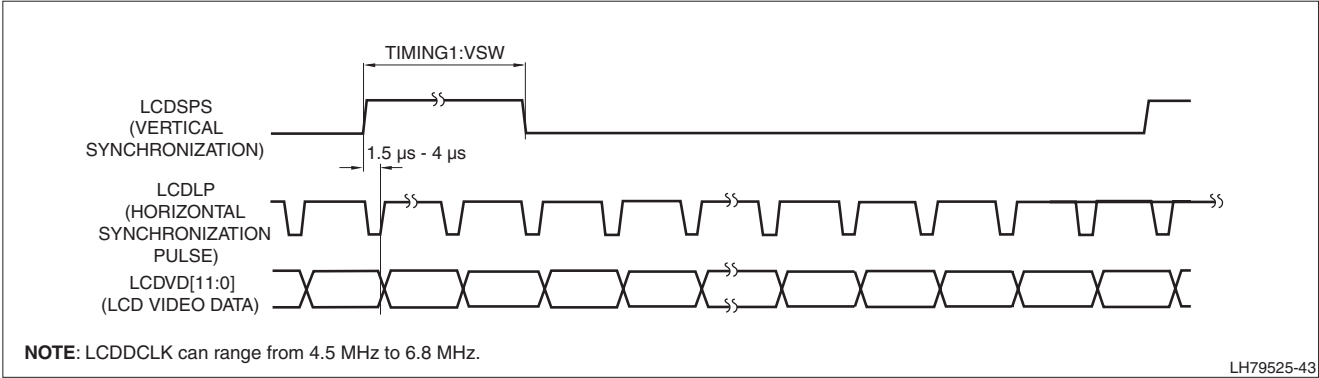 TIMING1:VSW
LCDSPS
(VERTICAL
SYNCHRONIZATION)
1.5 µs - 4 µs
LCDLP
(HORIZONTAL
SYNCHRONIZATION
PULSE)
LCDVD[11:0]
(LCD VIDEO DATA)
NOTE: LCDDCLK can range from 4.5 MHz to 6.8 MHz.
LH79525-43